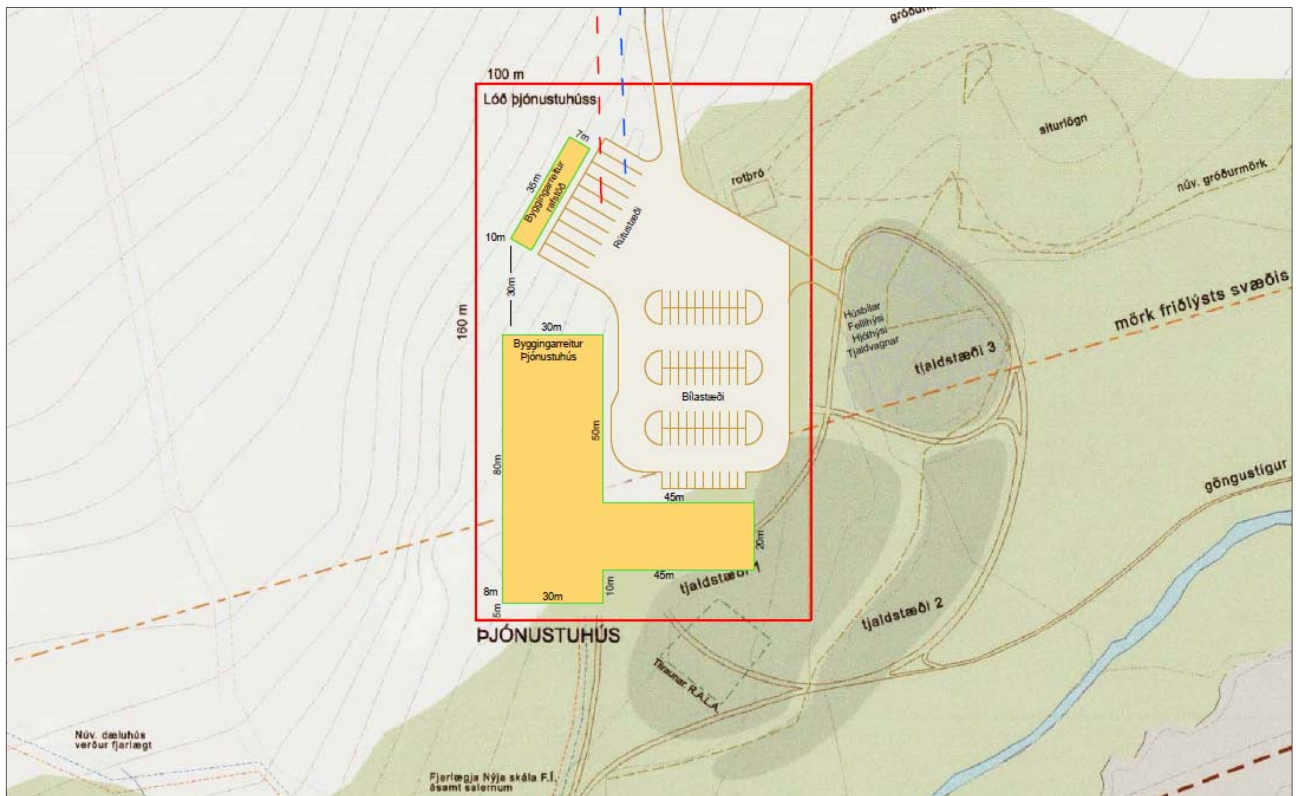 gróðurm
100 m
Lóð þjónustuhúss
7m
35m
Byggingarreitur
rafstöð
10m
Rútustæði
rotþró
siturlögn
núv. gróðurmörk
30m
160 m
30m
Byggingarreitur
Þjónustuhús
Húsbílar
Fellihýsi
Hjólhýsi
Tjaldvagnar
tjaldstæði 3
mörk friðlýsts svæðis
Bílastæði
50m
80m
45m
20m
göngustígur
45m
10m
8m
30m
5m
tjaldstæði 1
tjaldstæði 2
ÞJÓNUSTUHÚS
Tilraunar R.A.L.A.
Núv. dæluhús
verður fjarlægt
Fjarlægja Nýja skála F.Í.
ásamt salernum